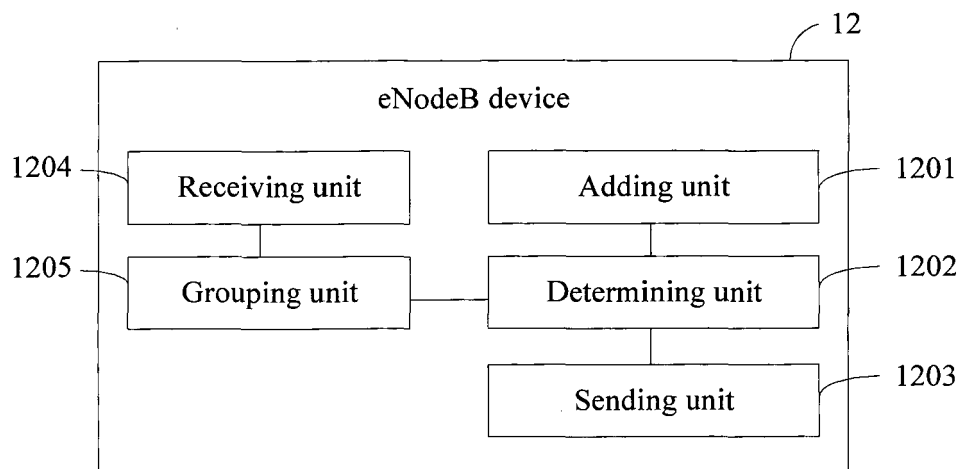 12
eNodeB device
1204
Receiving unit
Adding unit
1201
1205
Grouping unit
Determining unit
1202
Sending unit
1203